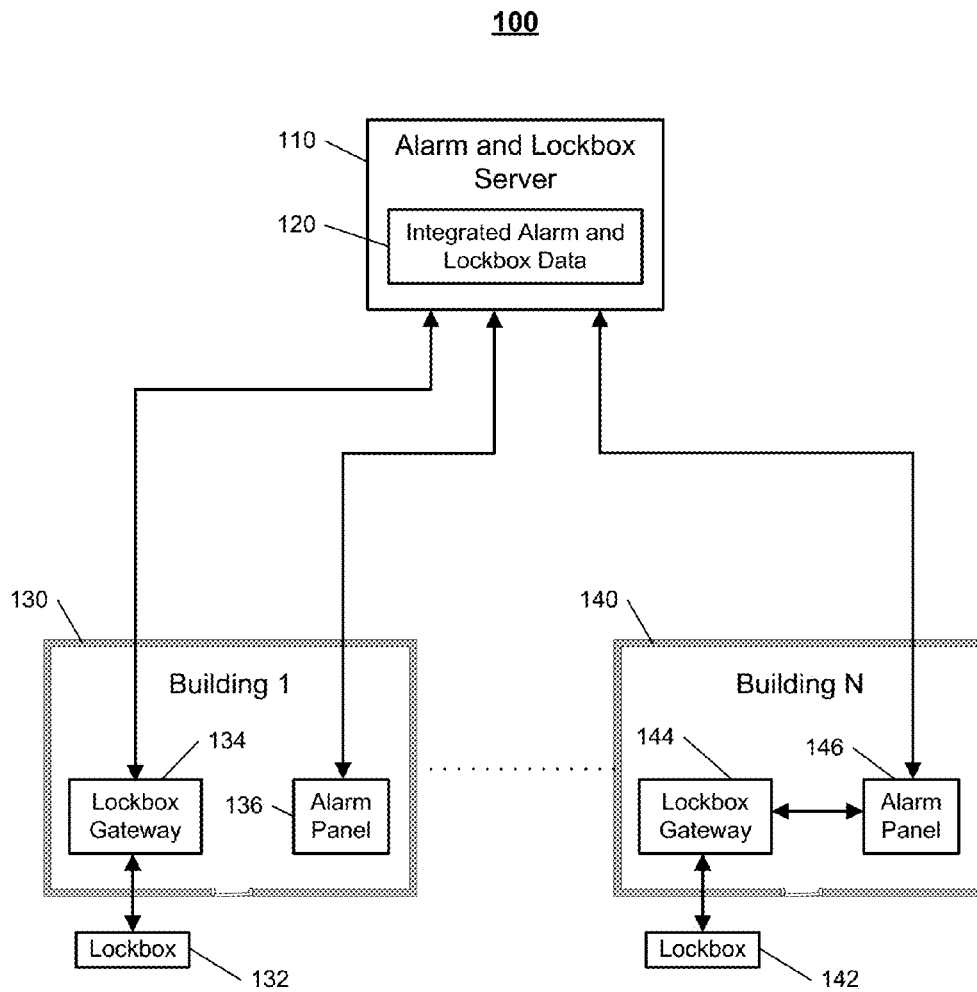 100
110
Alarm and Lockbox
Server
120
Integrated Alarm and
Lockbox Data
130
140
Building 1
Building N
134
144
146
Lockbox
Gateway
136
Alarm
Panel
Lockbox
Gateway
Alarm
Panel
Lockbox
132
Lockbox
142